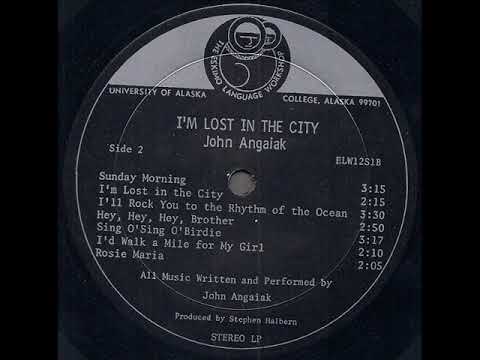 THE ESKIMO LANGUAGE WORKSHOP
UNIVERSITY OF ALASKA
COLLEGE, ALASKA 99701
I'M LOST IN THE CITY
John Angaiak
Side 2
ELW12S1B
Sunday Morning 3:15
I'm Lost in the City 2:15
I'll Rock You to the Rhythm of the Ocean 3:30
Hey, Hey, Hey, Brother 2:50
Sing O'Sing O'Birdie 3:17
I'd Walk a Mile for My Girl 2:10
Rosie Maria 2:05
All Music Written and Performed by
John Angaiak
Produced by Stephen Halbern
STEREO LP